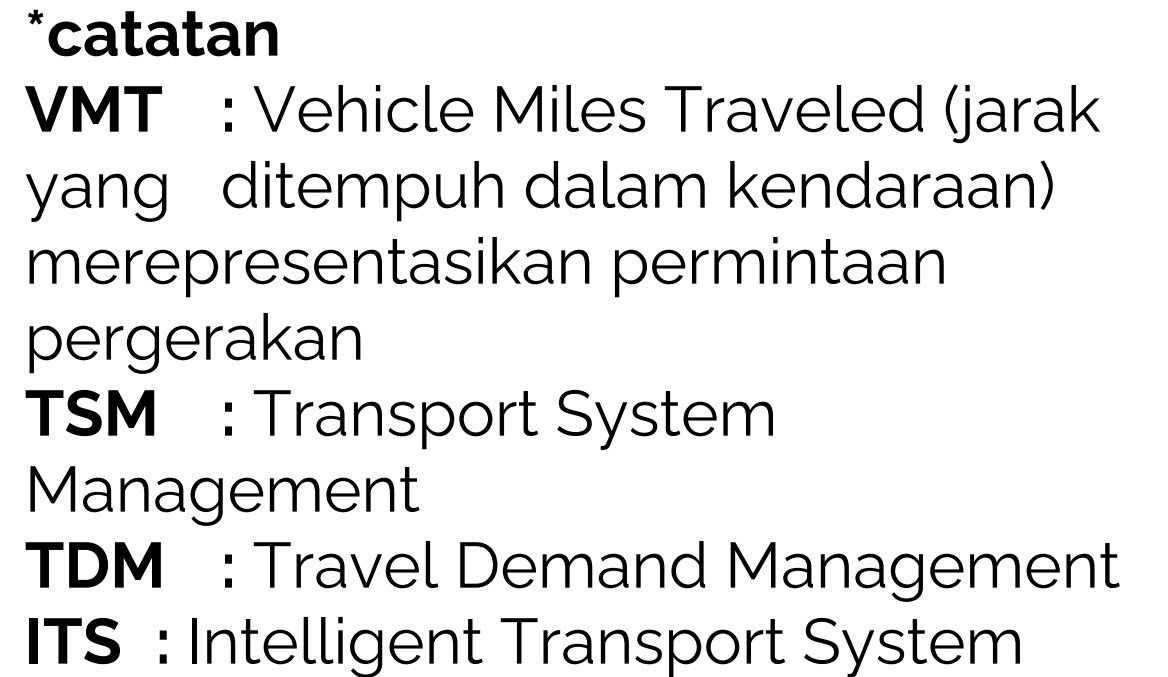 *catatan
VMT : Vehicle Miles Traveled (jarak
yang ditempuh dalam kendaraan)
merepresentasikan permintaan
pergerakan
TSM : Transport System
Management
TDM : Travel Demand Management
ITS : Intelligent Transport System